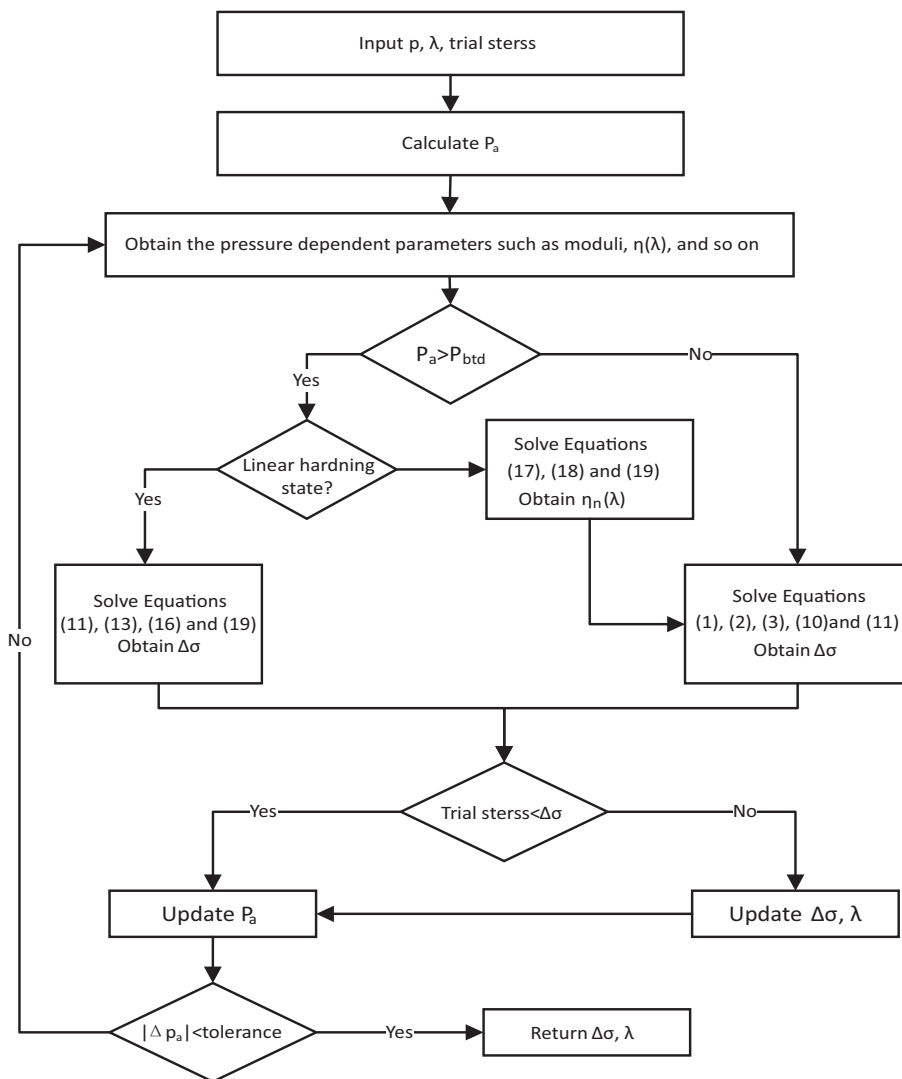 Input p, λ, trial sterss
Calculate Pₐ
Obtain the pressure dependent parameters such as moduli, η(λ), and so on
Pₐ>P_btd
No
Yes
Linear hardning
state?
Solve Equations
(17), (18) and (19)
Obtain ηₙ(λ)
Yes
Solve Equations
(11), (13), (16) and (19)
Obtain Δσ
Solve Equations
(1), (2), (3), (10)and (11)
Obtain Δσ
No
Trial sterss<Δσ
Yes
No
Update Pₐ
Update Δσ, λ
|Δ pₐ|<tolerance
Yes
Return Δσ, λ